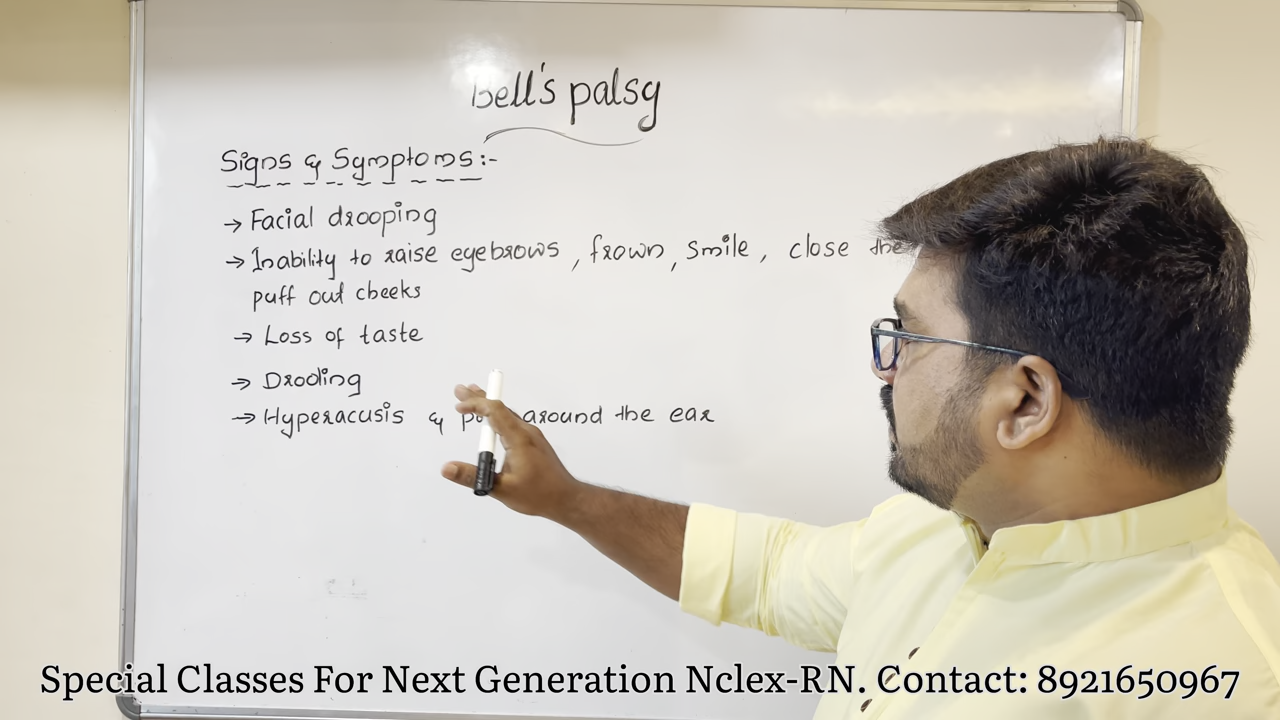 Bell's palsy
Signs & Symptoms:-
→ Facial drooping
→ Inability to raise eyebrows, frown, smile, close the
puff out cheeks
→ Loss of taste
→ Drooling
→ Hyperacusis & around the ear
Special Classes For Next Generation Nclex-RN. Contact: 8921650967